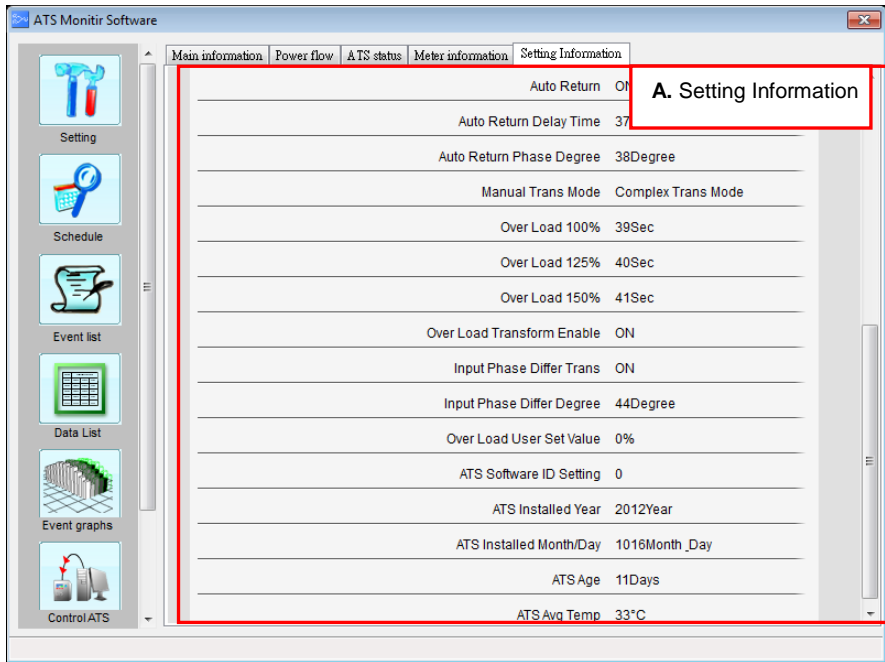 ATS Monitir Software
Main information Power flow ATS status Meter information Setting Information
A. Setting Information
Setting
Schedule
Event list
Data List
Event graphs
Control ATS
Auto Return ON
Auto Return Delay Time 37
Auto Return Phase Degree 38Degree
Manual Trans Mode Complex Trans Mode
Over Load 100% 39Sec
Over Load 125% 40Sec
Over Load 150% 41Sec
Over Load Transform Enable ON
Input Phase Differ Trans ON
Input Phase Differ Degree 44Degree
Over Load User Set Value 0%
ATS Software ID Setting 0
ATS Installed Year 2012Year
ATS Installed Month/Day 1016Month_Day
ATS Age 11Days
ATS Avg Temp 33°C